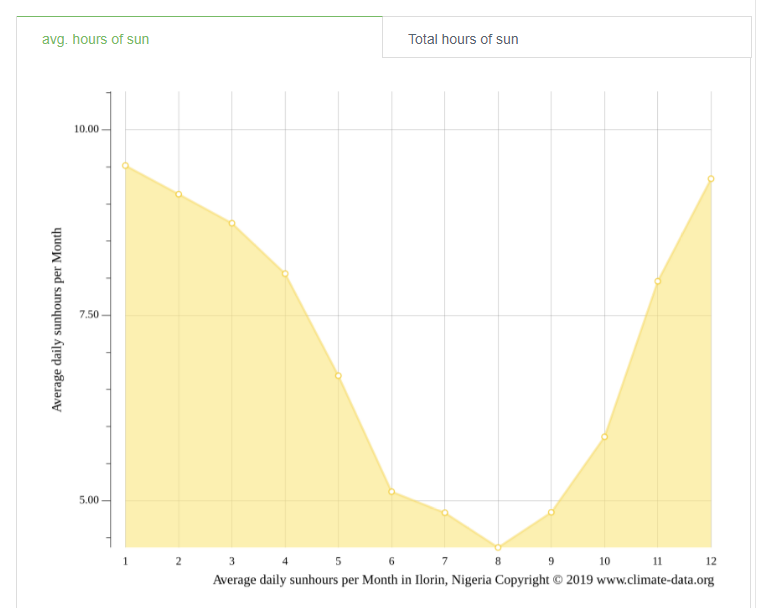 avg. hours of sun
Total hours of sun
10.00
7.50
5.00
Average daily sunhours per Month
1 2 3 4 5 6 7 8 9 10 11 12
Average daily sunhours per Month in Ilorin, Nigeria Copyright © 2019 www.climate-data.org